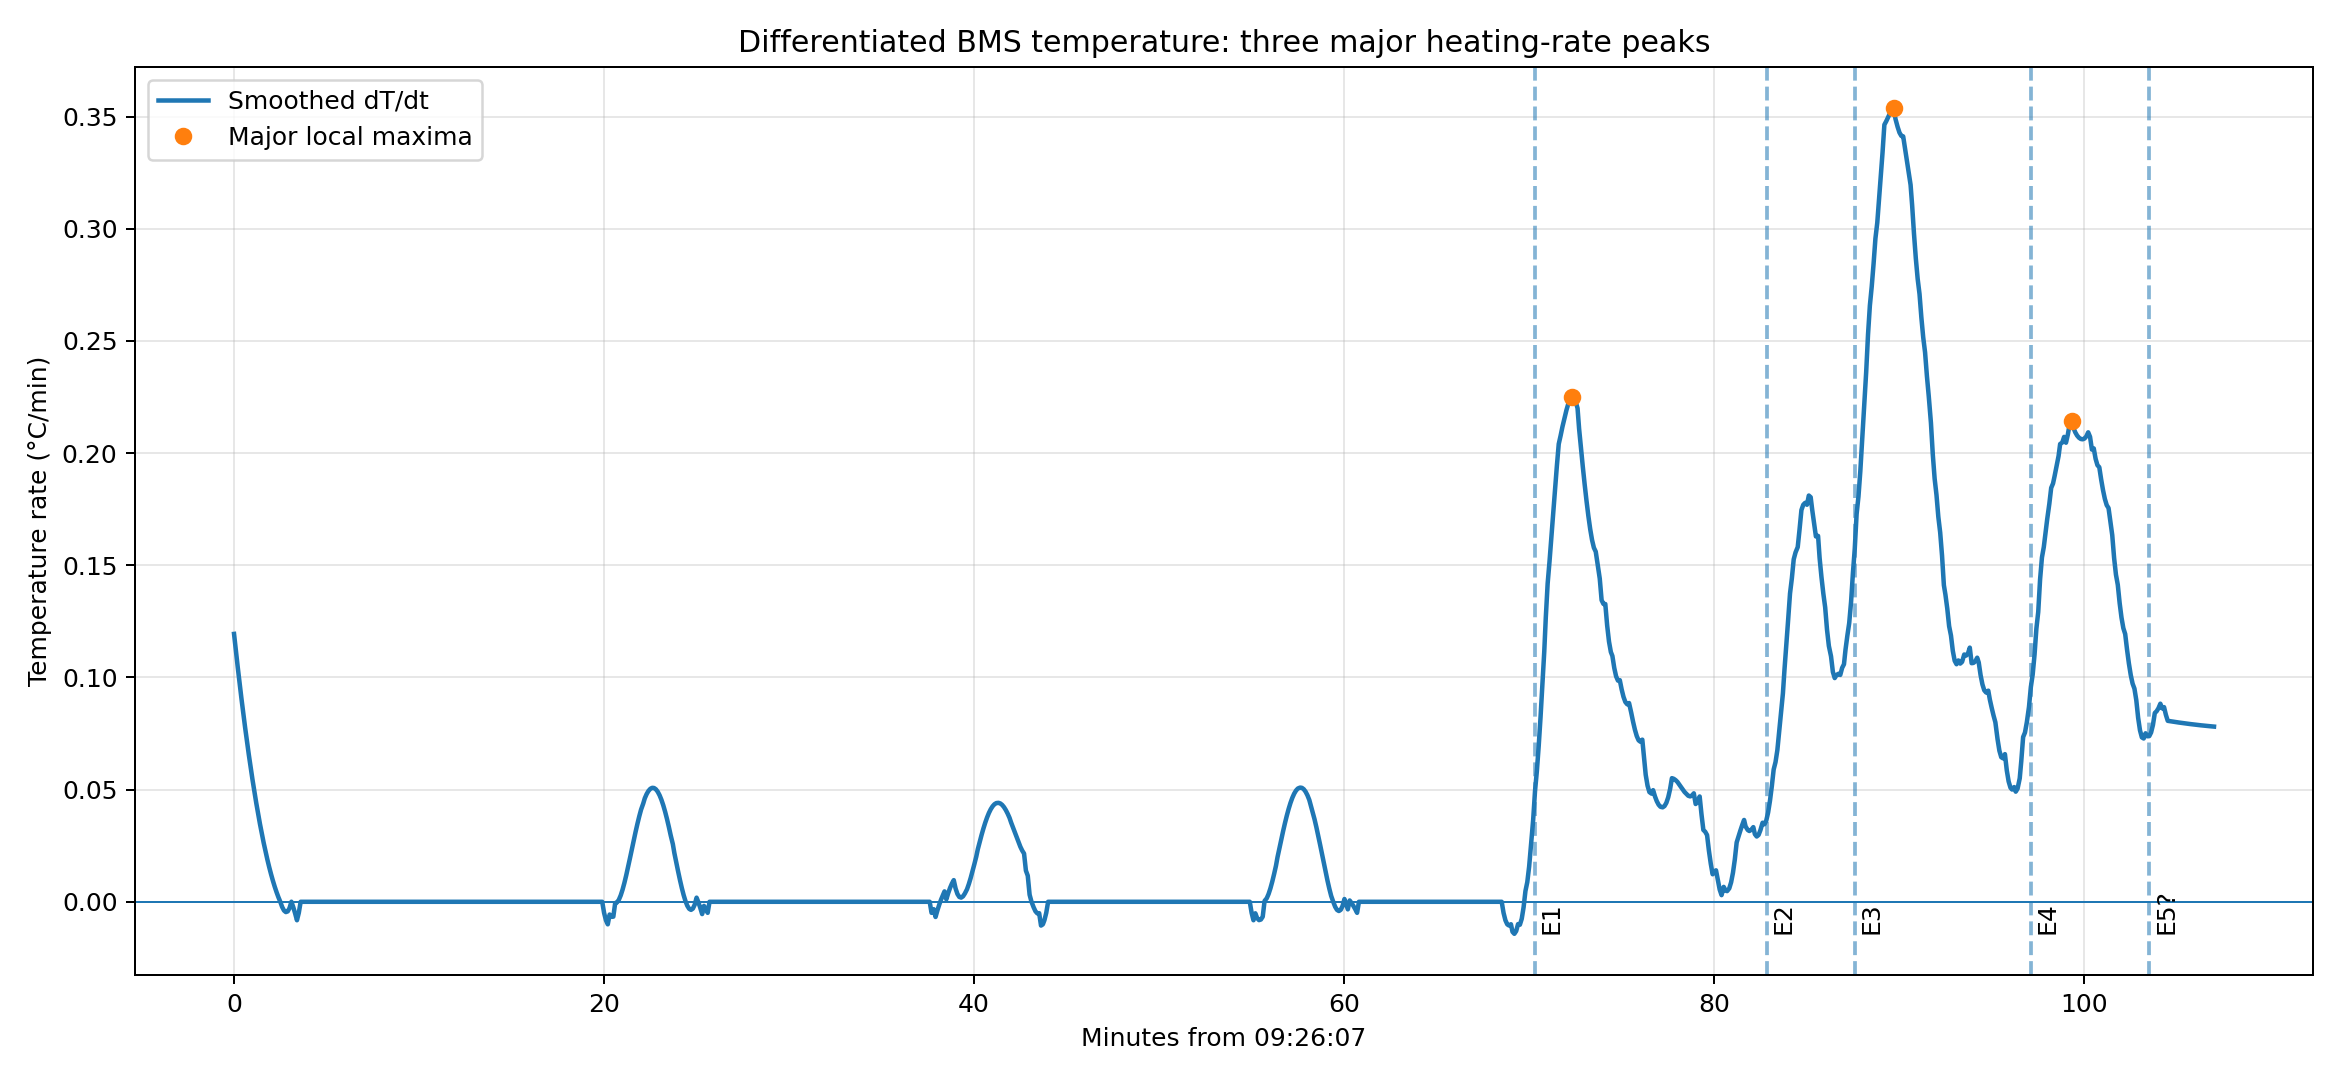 Differentiated BMS temperature: three major heating-rate peaks
Smoothed dT/dt
Major local maxima
Temperature rate (°C/min)
0.35
0.30
0.25
0.20
0.15
0.10
0.05
0.00
E1
E2
E3
E4
E5?
0
20
40
60
80
100
Minutes from 09:26:07